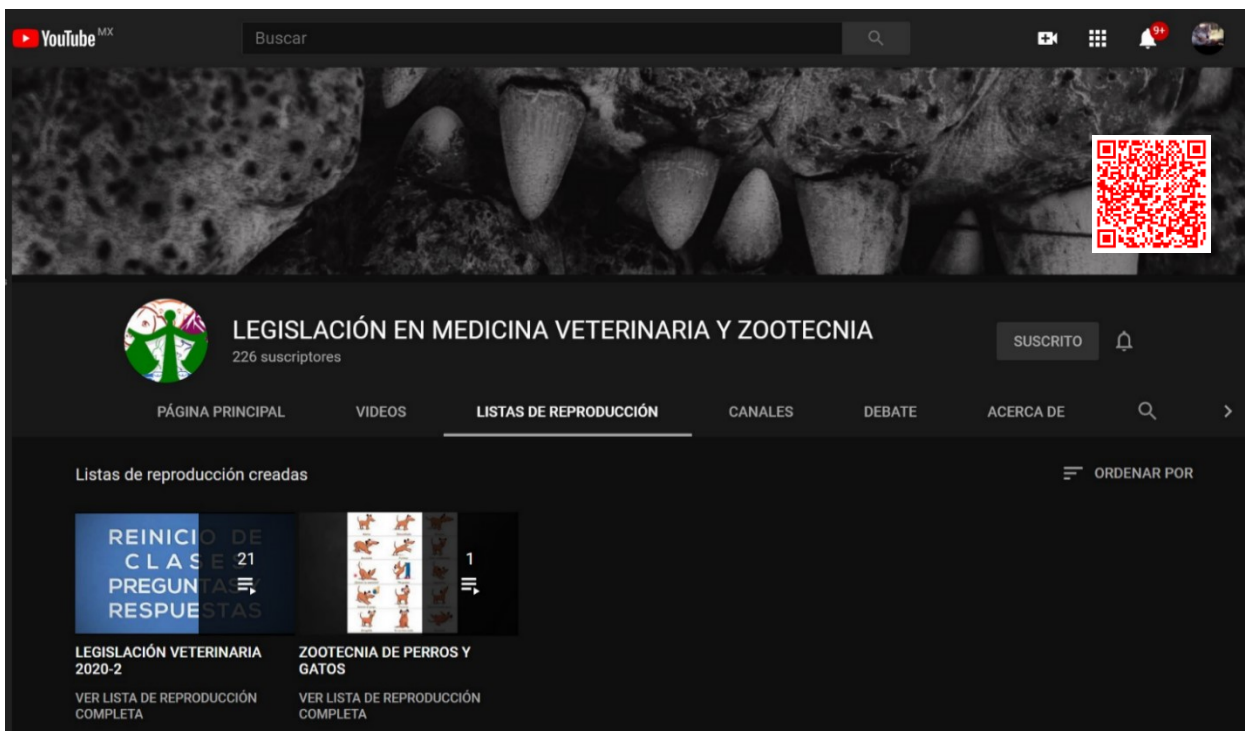 YouTube MX
Buscar
9+
LEGISLACIÓN EN MEDICINA VETERINARIA Y ZOOTECNIA
226 suscriptores
SUSCRITO
PÁGINA PRINCIPAL VIDEOS LISTAS DE REPRODUCCIÓN CANALES DEBATE ACERCA DE
Listas de reproducción creadas
ORDENAR POR
REINICIO DE
CLASES
PREGUNTAS Y
RESPUESTAS
21
1
LEGISLACIÓN VETERINARIA
2020-2
VER LISTA DE REPRODUCCIÓN
COMPLETA
ZOOTECNIA DE PERROS Y
GATOS
VER LISTA DE REPRODUCCIÓN
COMPLETA